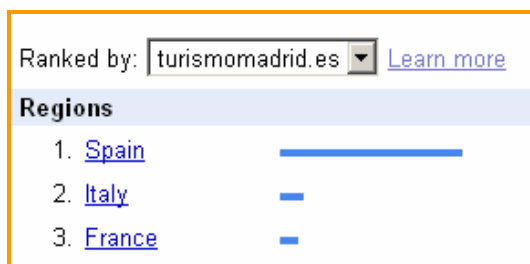 Ranked by: turismomadrid.es Learn more
Regions
1. Spain
2. Italy
3. France